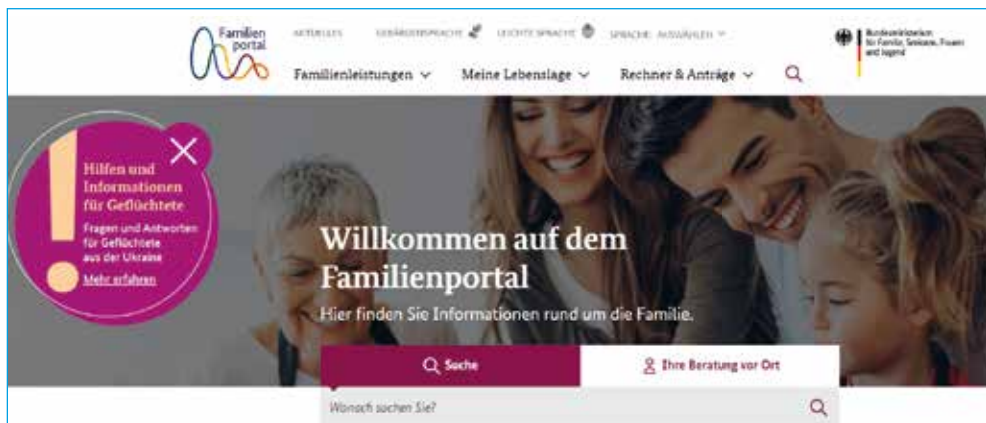 Familien
portal
AKTUELLES GEBÄRDENSPRACHE LEICHTE SPRACHE SPRACHE: AUSWÄHLEN
Bundesministerium
für Familie, Senioren, Frauen
und Jugend
Familienleistungen Meine Lebenslage Rechner & Anträge
Hilfen und
Informationen
für Geflüchtete
Fragen und Antworten
für Geflüchtete
aus der Ukraine
Mehr erfahren
Willkommen auf dem
Familienportal
Hier finden Sie Informationen rund um die Familie.
Suche Ihre Beratung vor Ort
Wonach suchen Sie?